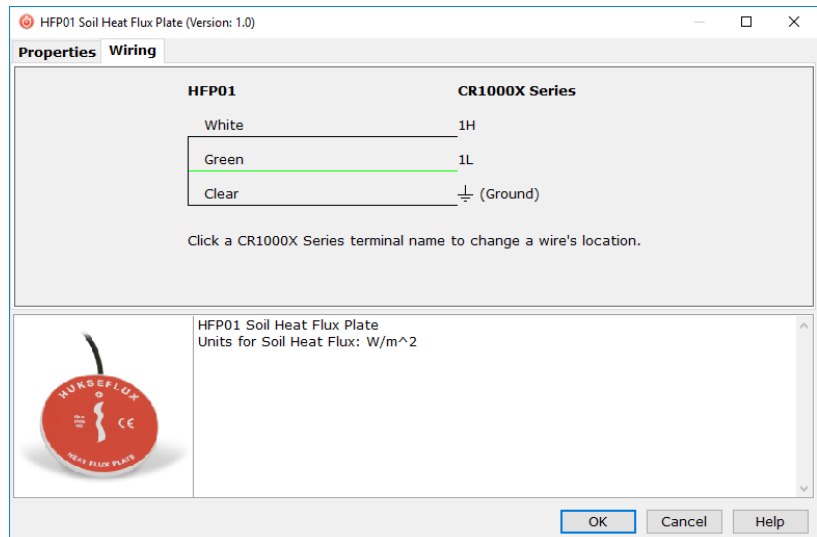 HFP01 Soil Heat Flux Plate (Version: 1.0)
Properties Wiring
HFP01 CR1000X Series
White 1H
Green 1L
Clear (Ground)
Click a CR1000X Series terminal name to change a wire's location.
HFP01 Soil Heat Flux Plate
Units for Soil Heat Flux: W/m^2
HUKSEFLUX
CE
HEAT FLUX PLATE
OK Cancel Help